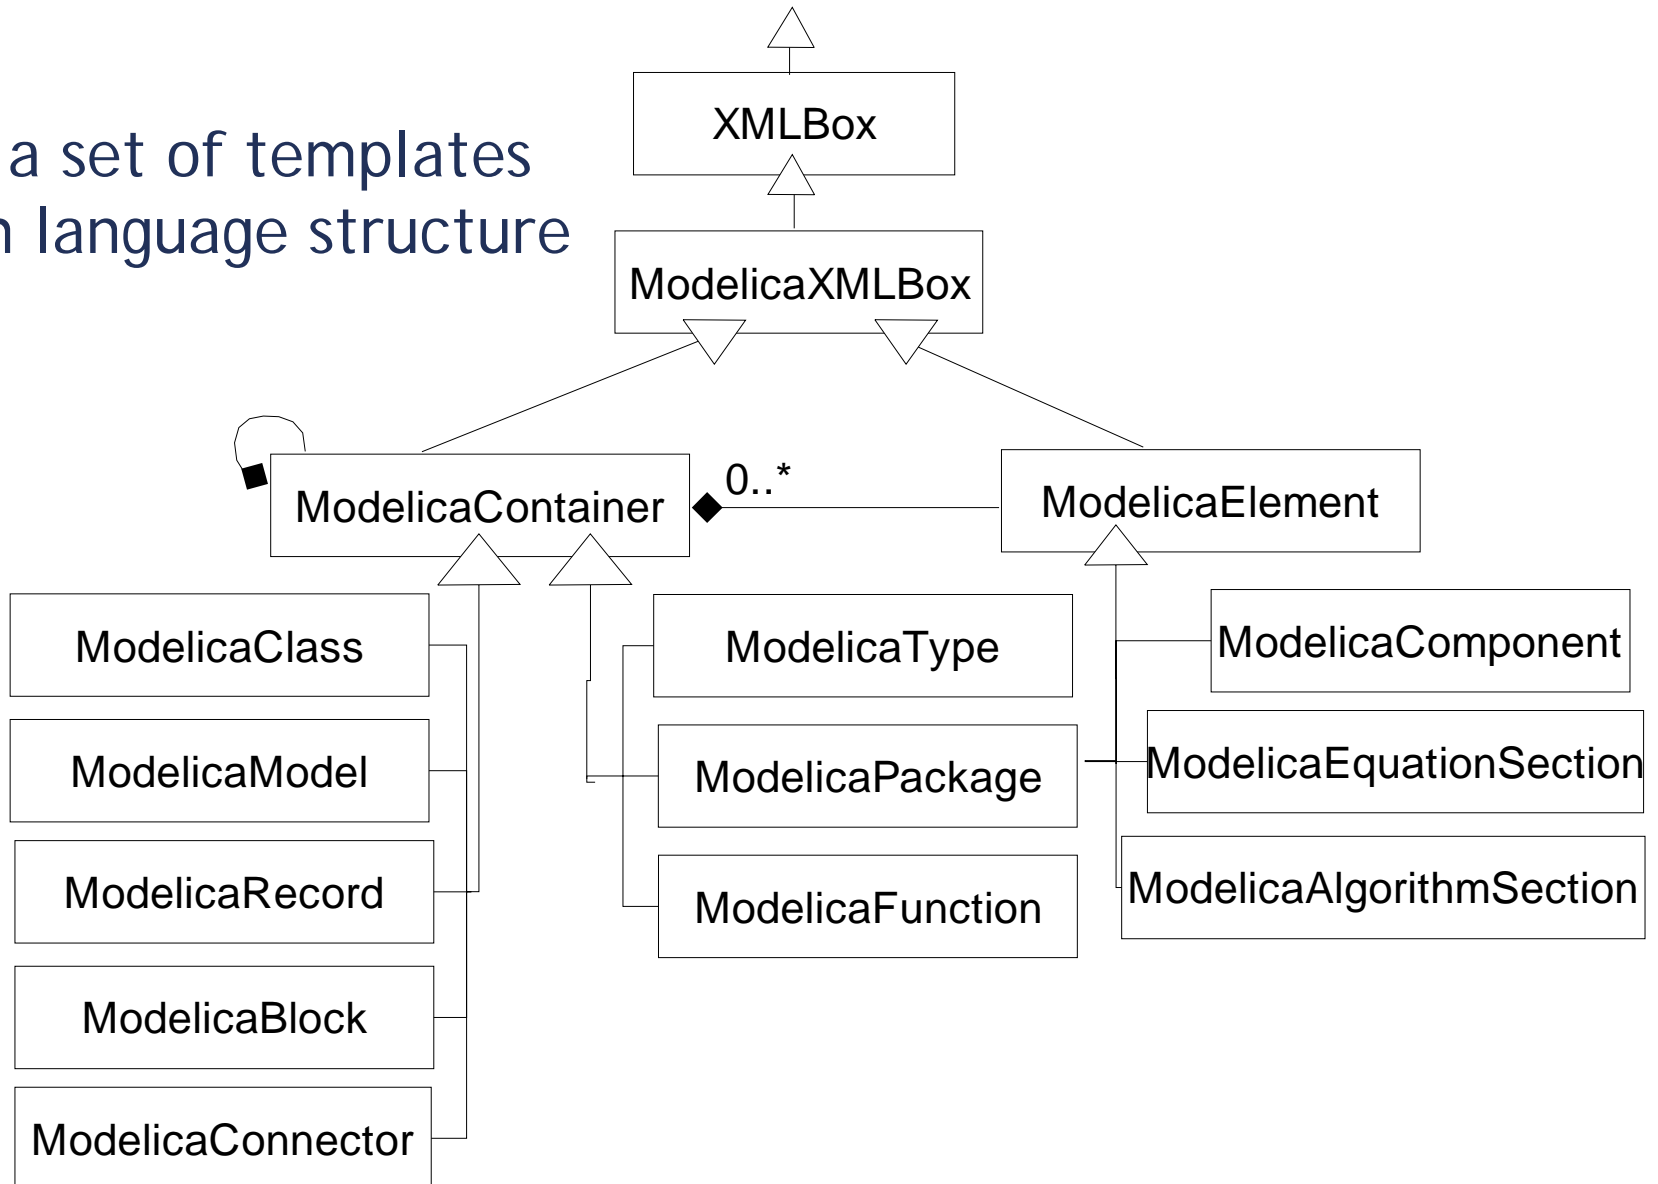 XMLBox
a set of templates
language structure
ModelicaXMLBox
0..*
ModelicaContainer
ModelicaElement
ModelicaClass
ModelicaType
ModelicaComponent
ModelicaModel
ModelicaPackage
ModelicaEquationSection
ModelicaRecord
ModelicaFunction
ModelicaAlgorithmSection
ModelicaBlock
ModelicaConnector